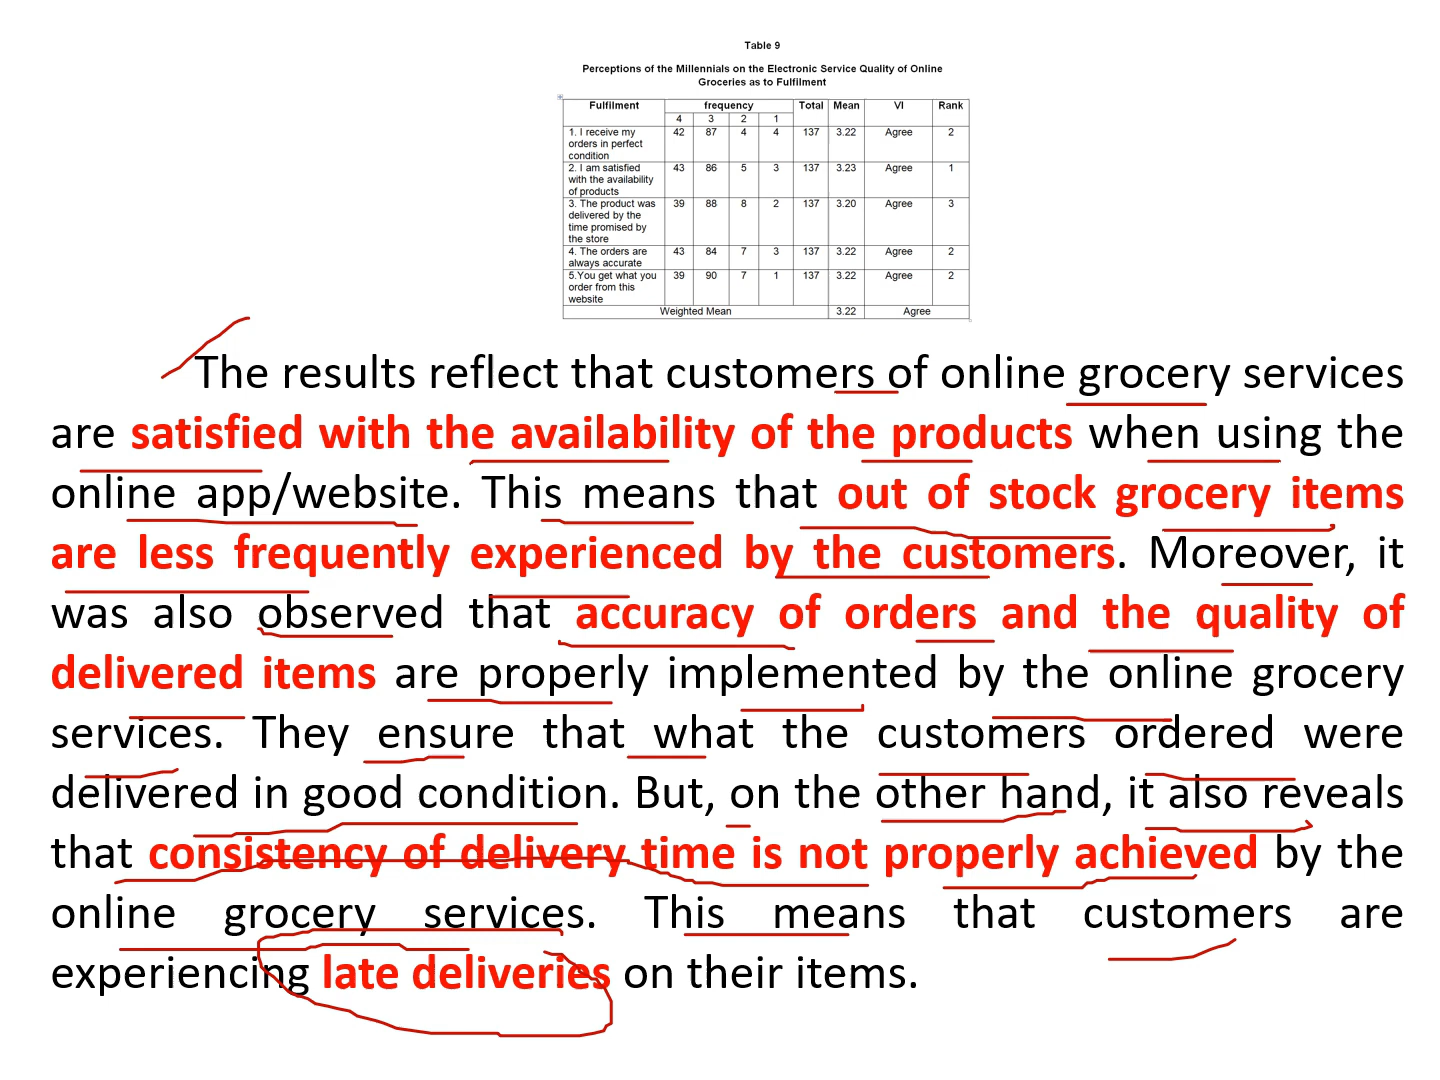 Table 9
Perceptions of the Millennials on the Electronic Service Quality of Online
Groceries as to Fulfilment
Fulfilment frequency Total Mean VI Rank
4 3 2 1
1. I receive my orders in perfect condition 42 87 4 4 137 3.22 Agree 2
2. I am satisfied with the availability of products 43 86 5 3 137 3.23 Agree 1
3. The product was delivered by the time promised by the store 39 88 8 2 137 3.20 Agree 3
4. The orders are always accurate 43 84 7 3 137 3.22 Agree 2
5.You get what you order from this website 39 90 7 1 137 3.22 Agree 2
Weighted Mean 3.22 Agree
The results reflect that customers of online grocery services
are satisfied with the availability of the products when using the
online app/website. This means that out of stock grocery items
are less frequently experienced by the customers. Moreover, it
was also observed that accuracy of orders and the quality of
delivered items are properly implemented by the online grocery
services. They ensure that what the customers ordered were
delivered in good condition. But, on the other hand, it also reveals
that consistency of delivery time is not properly achieved by the
online grocery services. This means that customers are
experiencing late deliveries on their items.